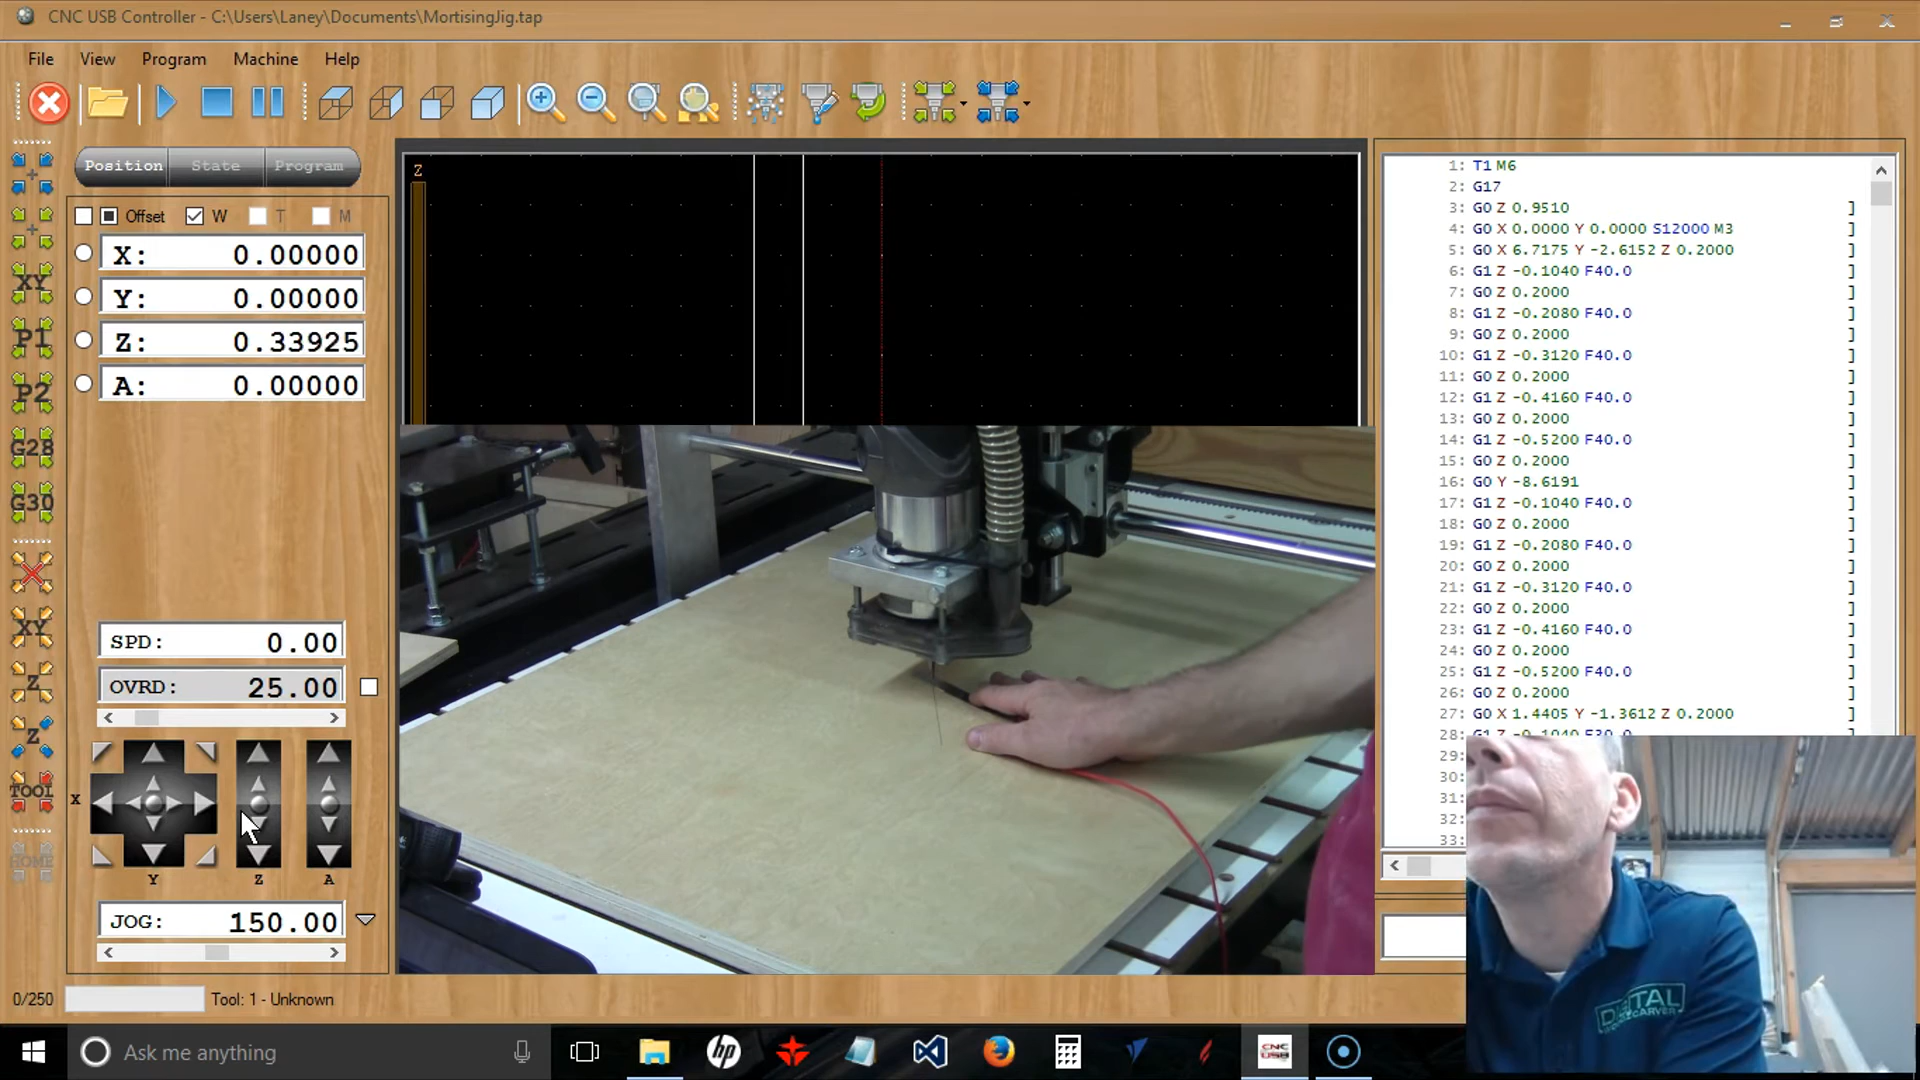 CNC USB Controller - C:\Users\Laney\Documents\MortisingJig.tap
File View Program Machine Help
Position State Program
Offset W T M
X: 0.00000
Y: 0.00000
Z: 0.33925
A: 0.00000
XY
P1
P2
G28
G30
XY
Z
Z
TOOL
HOME
SPD: 0.00
OVRD: 25.00
X
Y Z A
JOG: 150.00
0/250 Tool: 1 - Unknown
Z
1: T1 M6
2: G17
3: G0 Z 0.9510 ]
4: G0 X 0.0000 Y 0.0000 S12000 M3 ]
5: G0 X 6.7175 Y -2.6152 Z 0.2000 ]
6: G1 Z -0.1040 F40.0 ]
7: G0 Z 0.2000 ]
8: G1 Z -0.2080 F40.0 ]
9: G0 Z 0.2000 ]
10: G1 Z -0.3120 F40.0 ]
11: G0 Z 0.2000 ]
12: G1 Z -0.4160 F40.0 ]
13: G0 Z 0.2000 ]
14: G1 Z -0.5200 F40.0 ]
15: G0 Z 0.2000 ]
16: G0 Y -8.6191 ]
17: G1 Z -0.1040 F40.0 ]
18: G0 Z 0.2000 ]
19: G1 Z -0.2080 F40.0 ]
20: G0 Z 0.2000 ]
21: G1 Z -0.3120 F40.0 ]
22: G0 Z 0.2000 ]
23: G1 Z -0.4160 F40.0 ]
24: G0 Z 0.2000 ]
25: G1 Z -0.5200 F40.0 ]
26: G0 Z 0.2000 ]
27: G0 X 1.4405 Y -1.3612 Z 0.2000 ]
28:
29:
30:
31:
32:
33:
Ask me anything
hp
CNC
USB